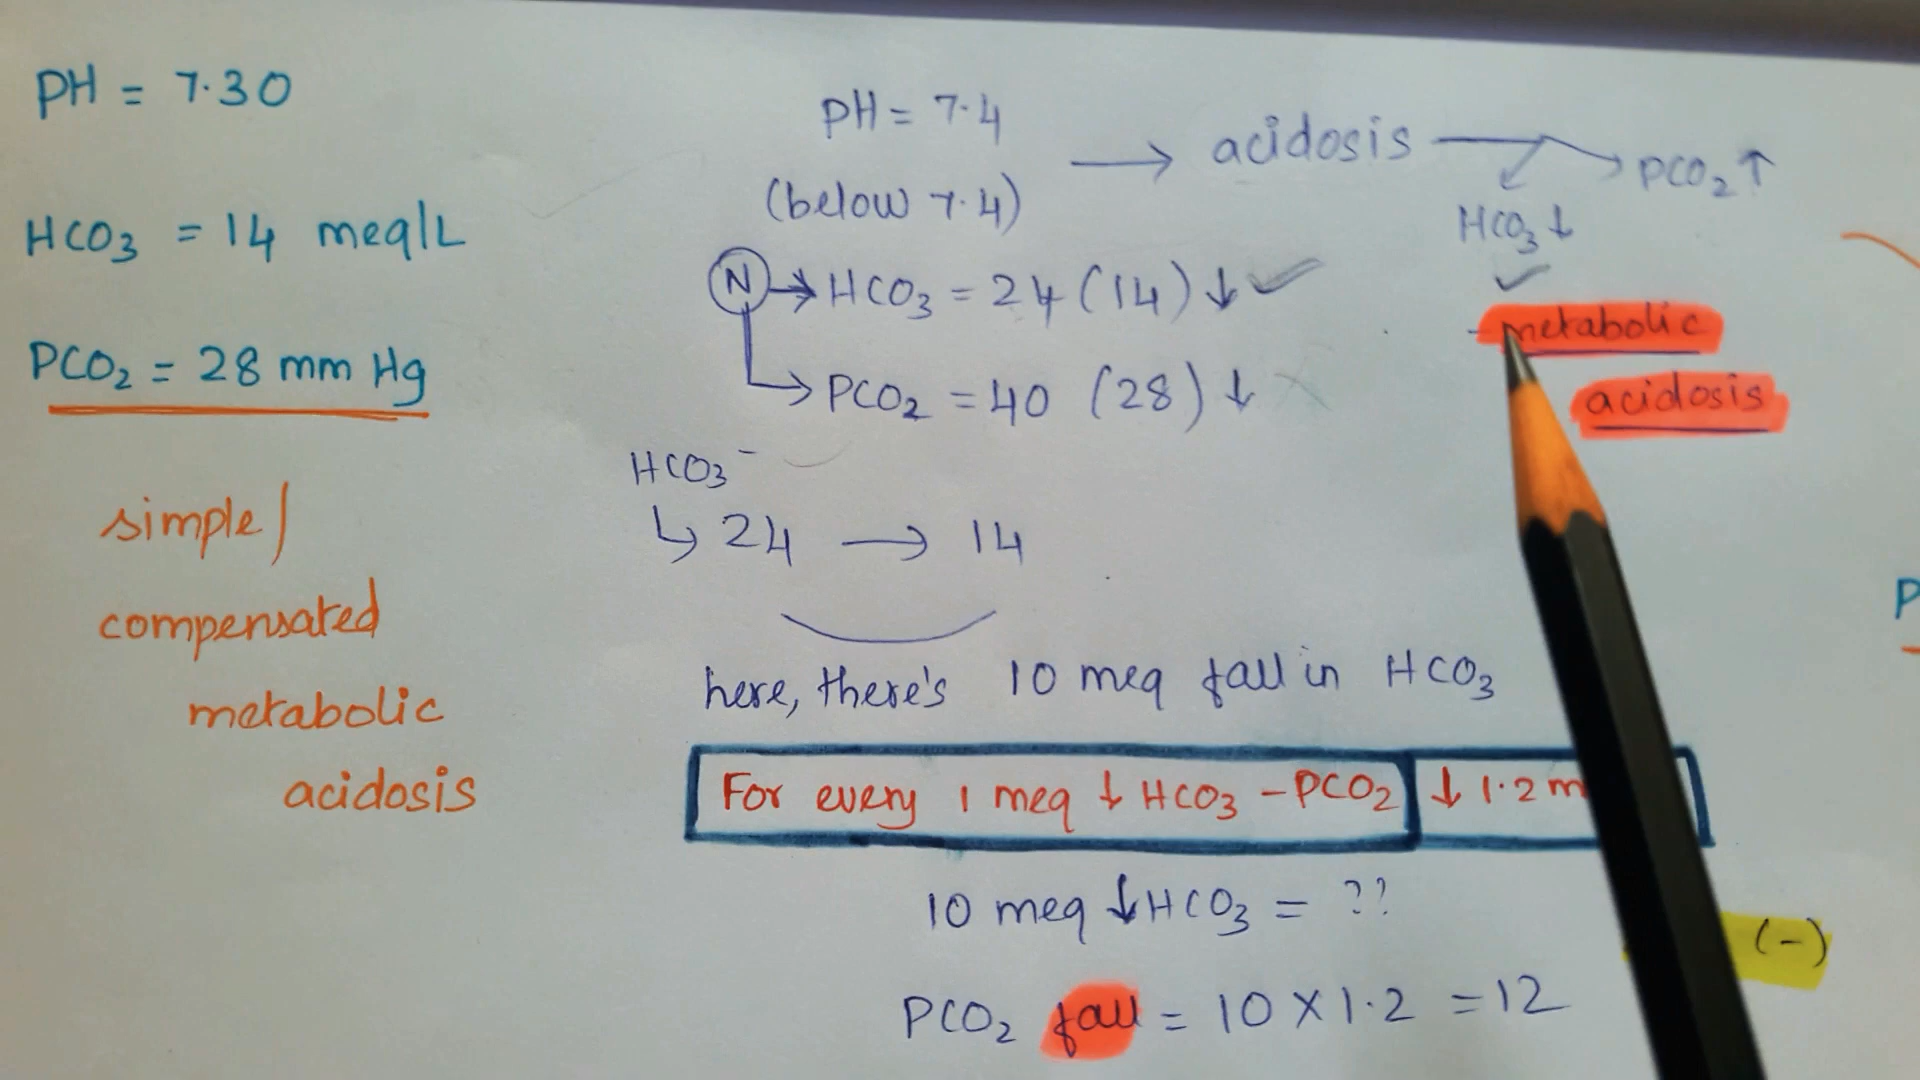 PH = 7.30
HCO3 = 14 meq/L
PCO2 = 28 mm Hg
simple/
compensated
metabolic
acidosis
PH = 7.4
(below 7.4)
→ acidosis
PCO2 ↑
HCO3 ↓
metabolic
acidosis
N → HCO3 = 24 (14) ↓ ✓
→ PCO2 = 40 (28) ↓
HCO3⁻
↳ 24 → 14
here, there's 10 meq fall in HCO3
For every 1 meq ↓ HCO3 - PCO2 ↓ 1.2
10 meq ↓ HCO3 = ??
(-)
PCO2 fall = 10 X 1.2 = 12
P